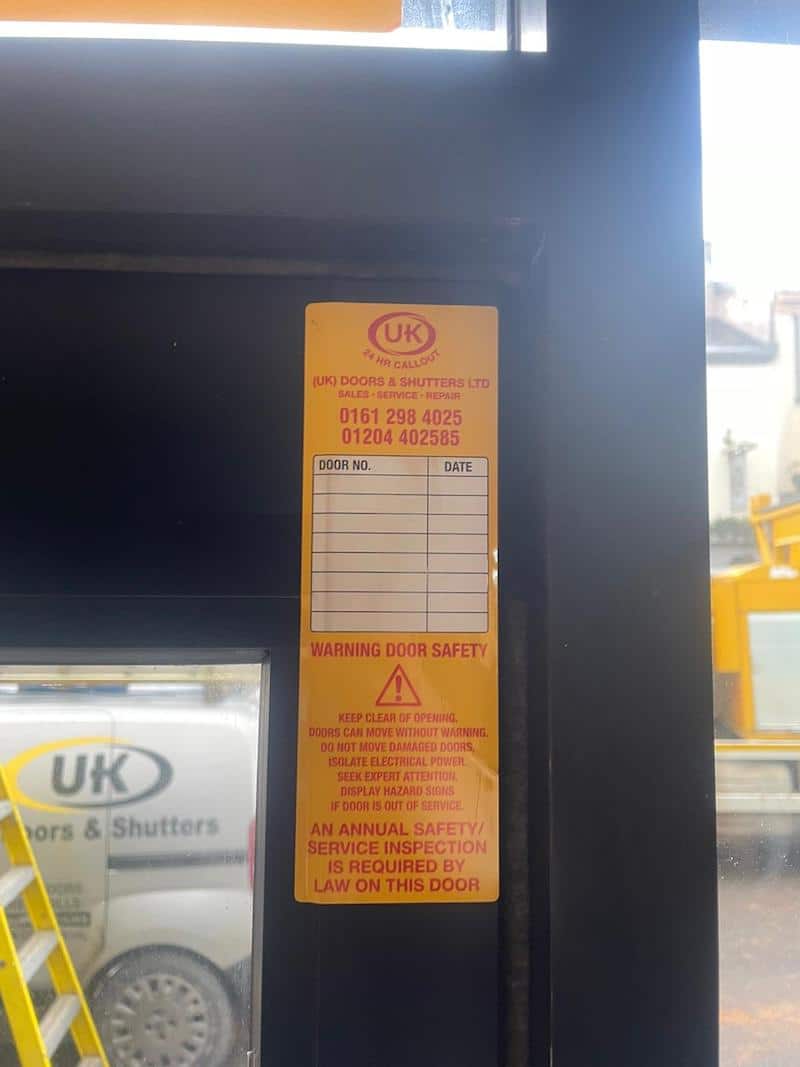 UK
24 HR CALLOUT
(UK) DOORS & SHUTTERS LTD
SALES - SERVICE - REPAIR
0161 298 4025
01204 402585
DOOR NO. DATE
WARNING DOOR SAFETY
KEEP CLEAR OF OPENING.
DOORS CAN MOVE WITHOUT WARNING.
DO NOT MOVE DAMAGED DOORS.
ISOLATE ELECTRICAL POWER.
SEEK EXPERT ATTENTION.
DISPLAY HAZARD SIGNS
IF DOOR IS OUT OF SERVICE.
AN ANNUAL SAFETY/
SERVICE INSPECTION
IS REQUIRED BY
LAW ON THIS DOOR
UK
oors & Shutters